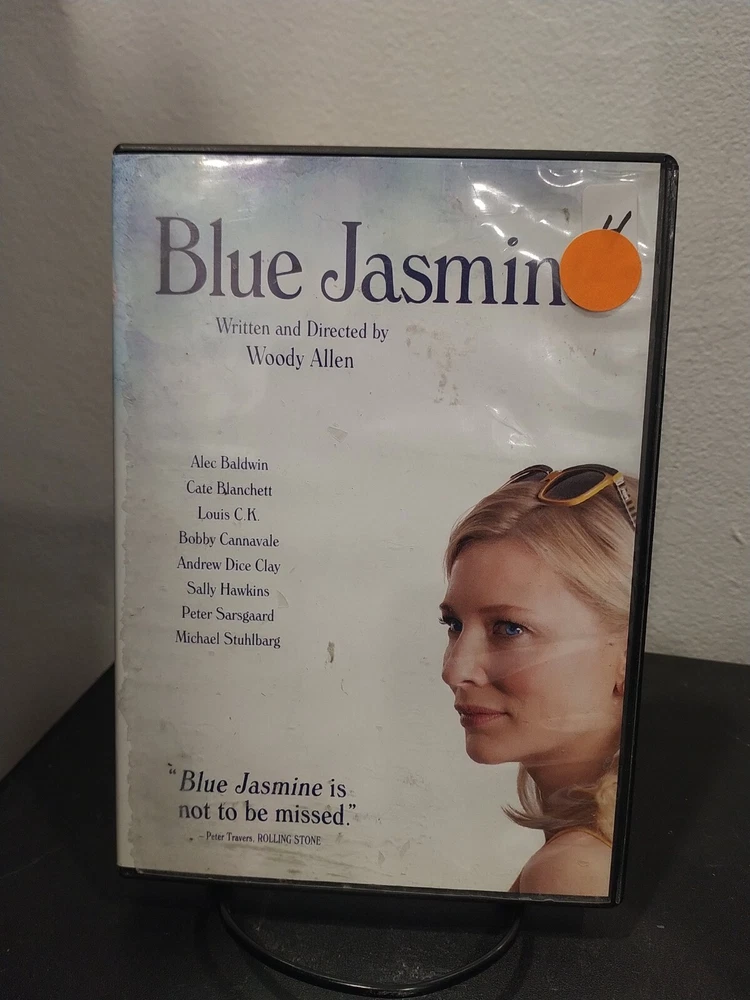 Blue Jasmin
Written and Directed by
Woody Allen
Alec Baldwin
Cate Blanchett
Louis C.K.
Bobby Cannavale
Andrew Dice Clay
Sally Hawkins
Peter Sarsgaard
Michael Stuhlbarg
"Blue Jasmine is
not to be missed."
– Peter Travers, ROLLING STONE